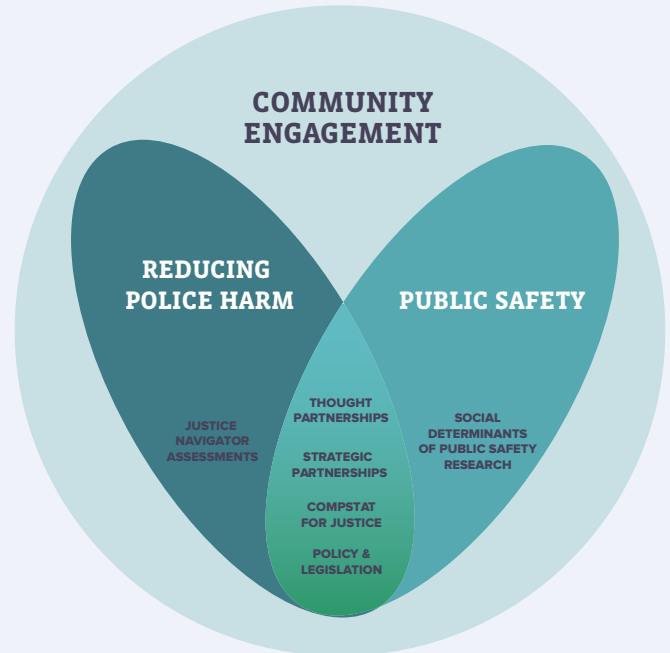 COMMUNITY
ENGAGEMENT
REDUCING
POLICE HARM
PUBLIC SAFETY
JUSTICE
NAVIGATOR
ASSESSMENTS
THOUGHT
PARTNERSHIPS
STRATEGIC
PARTNERSHIPS
COMPSTAT
FOR JUSTICE
POLICY &
LEGISLATION
SOCIAL
DETERMINANTS
OF PUBLIC SAFETY
RESEARCH